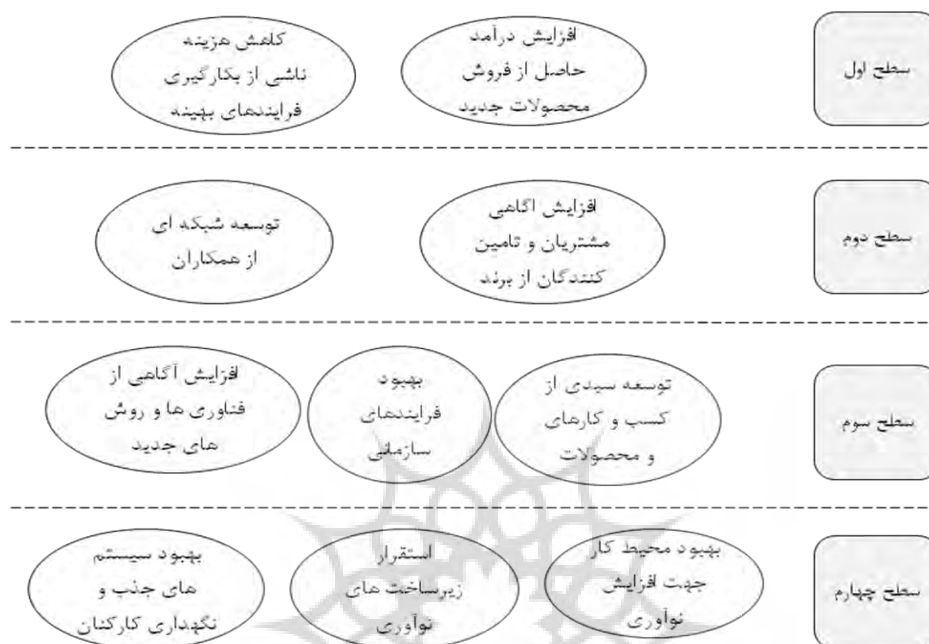 سطح اول
افزایش درآمد
حاصل از فروش
محصولات جدید
کاهش هزینه
ناشی از بکارگیری
فرایندهای بهینه
سطح دوم
افزایش اگاهی
مشتریان و تامین
کنندگان از برند
توسعه شبکه ای
از همکاران
سطح سوم
توسعه سبدی از
کسب و کارهای
و محصولات
بهبود
فرایندهای
سازمانی
افزایش آگاهی از
فناوری ها و روش
های جدید
سطح چهارم
بهبود محیط کار
جهت افزایش
نوآوری
استقرار
زیرساخت های
نوآوری
بهبود سیستم
های جذب و
نگهداری کارکنان